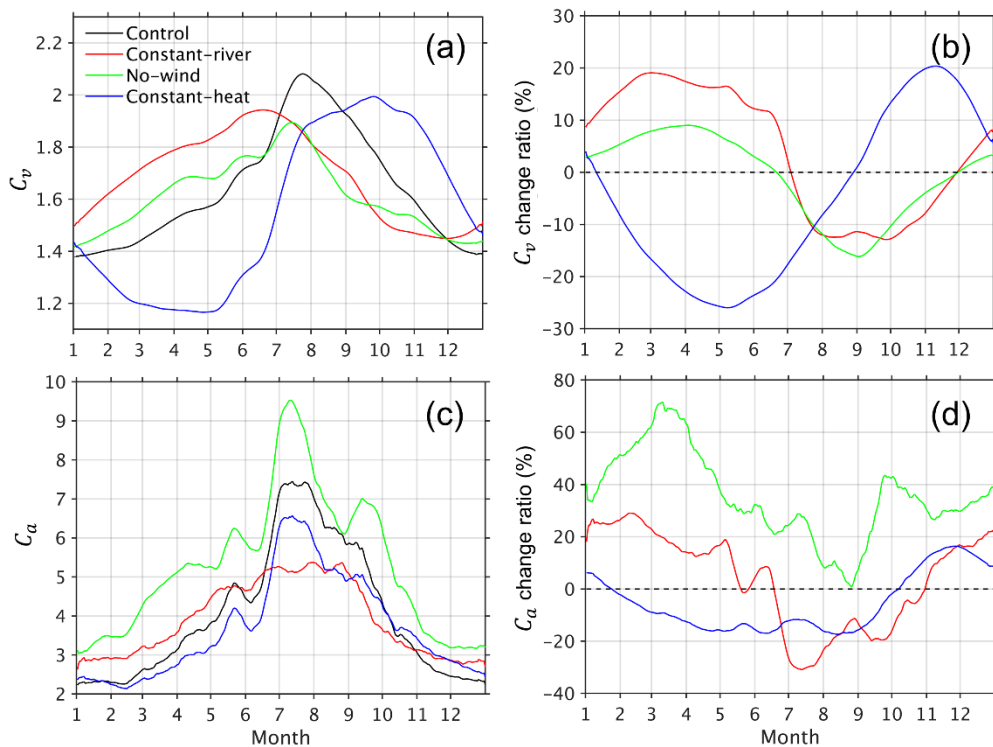 (a)
Control
Constant-river
No-wind
Constant-heat
C_v
2.2
2
1.8
1.6
1.4
1.2
1 2 3 4 5 6 7 8 9 10 11 12
(b)
C_v change ratio (%)
30
20
10
0
-10
-20
-30
1 2 3 4 5 6 7 8 9 10 11 12
(c)
C_a
10
9
8
7
6
5
4
3
2
1 2 3 4 5 6 7 8 9 10 11 12
Month
(d)
C_a change ratio (%)
80
60
40
20
0
-20
-40
1 2 3 4 5 6 7 8 9 10 11 12
Month